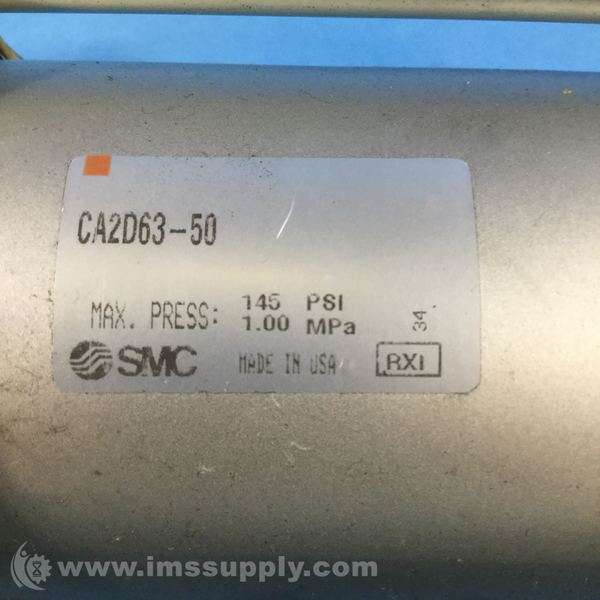 CA2D63-50
MAX. PRESS: 145 PSI
1.00 MPa
34
SMC MADE IN USA RXI
www.imssupply.com